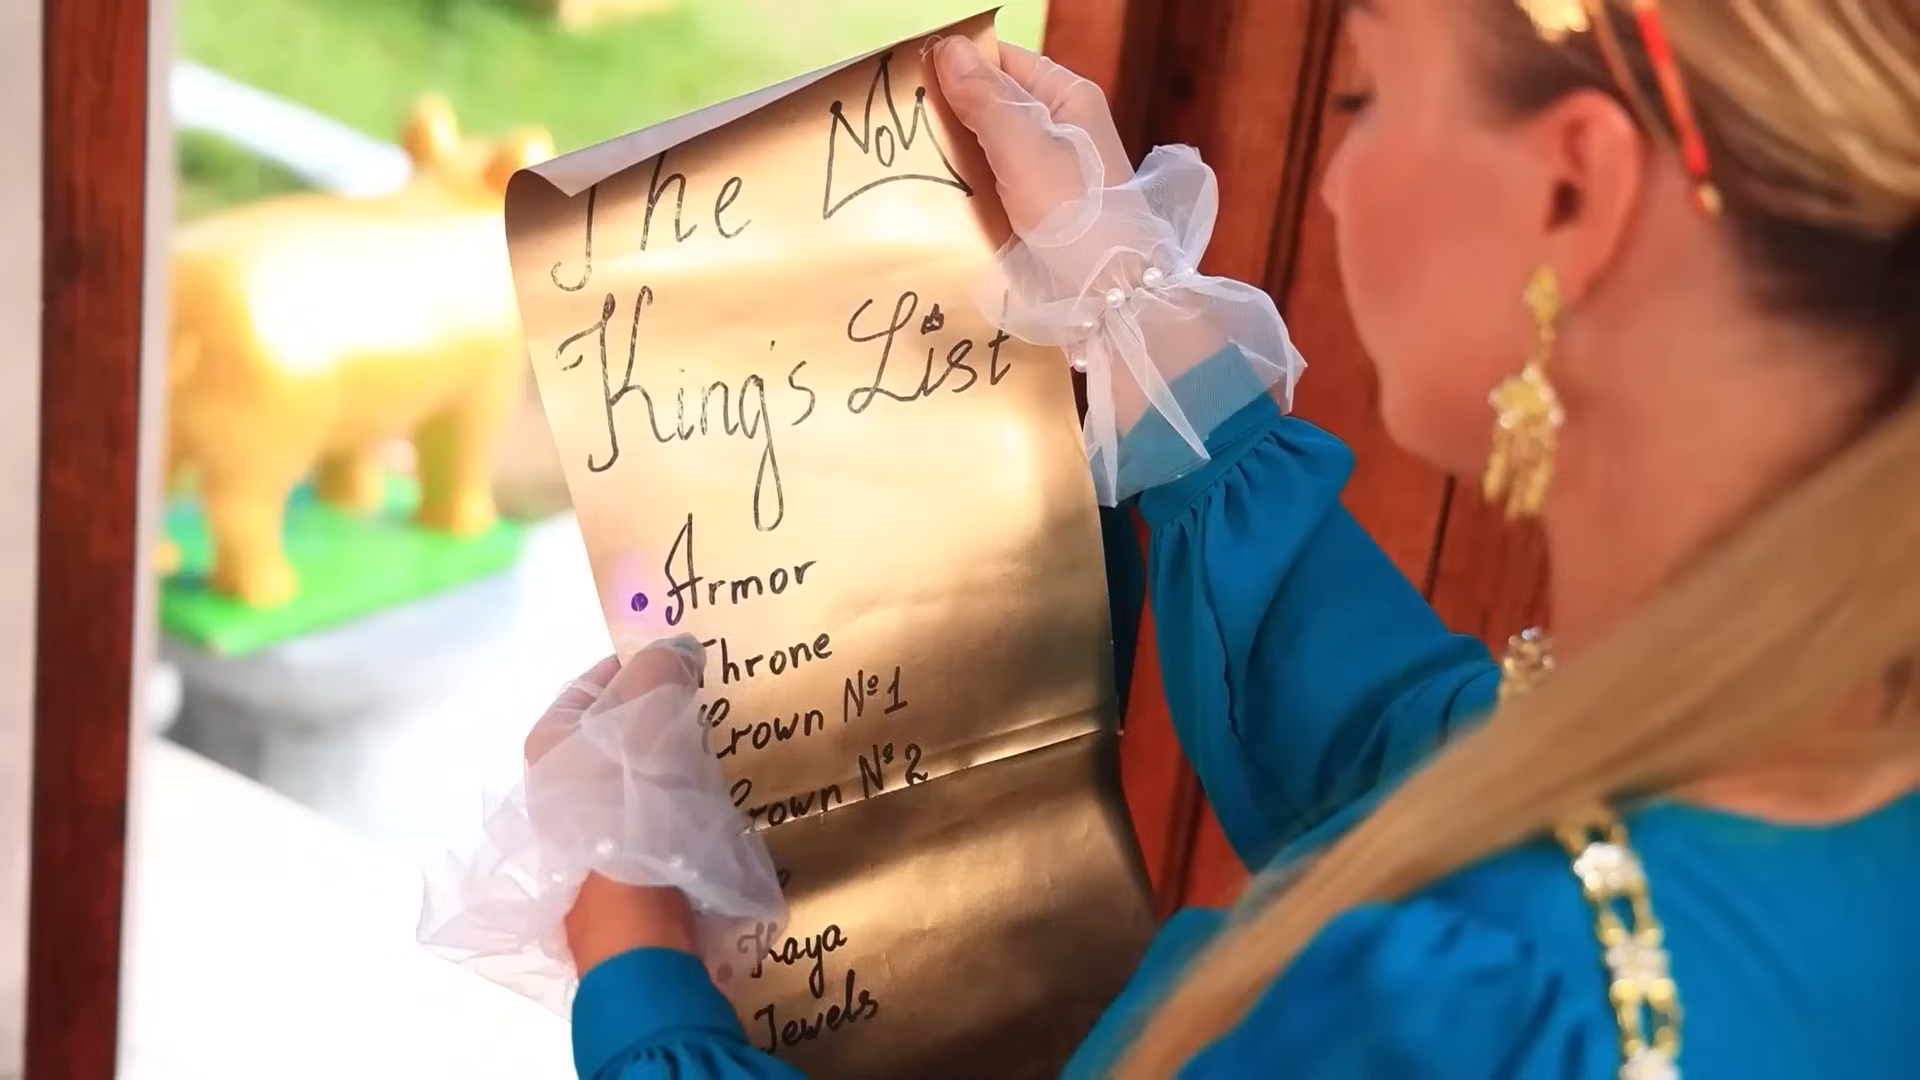 The
King's List
• Armor
Throne
Crown Nº1
Crown Nº2
• Kaya
Jewels